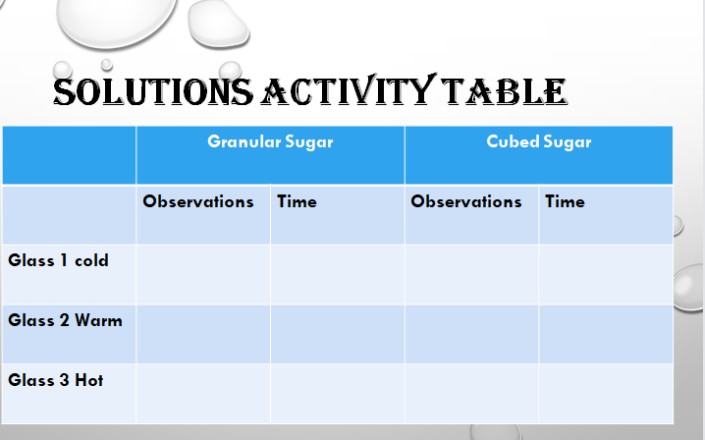 SOLUTIONS ACTIVITY TABLE
Granular Sugar Cubed Sugar
Observations Time Observations Time
Glass 1 cold
Glass 2 Warm
Glass 3 Hot